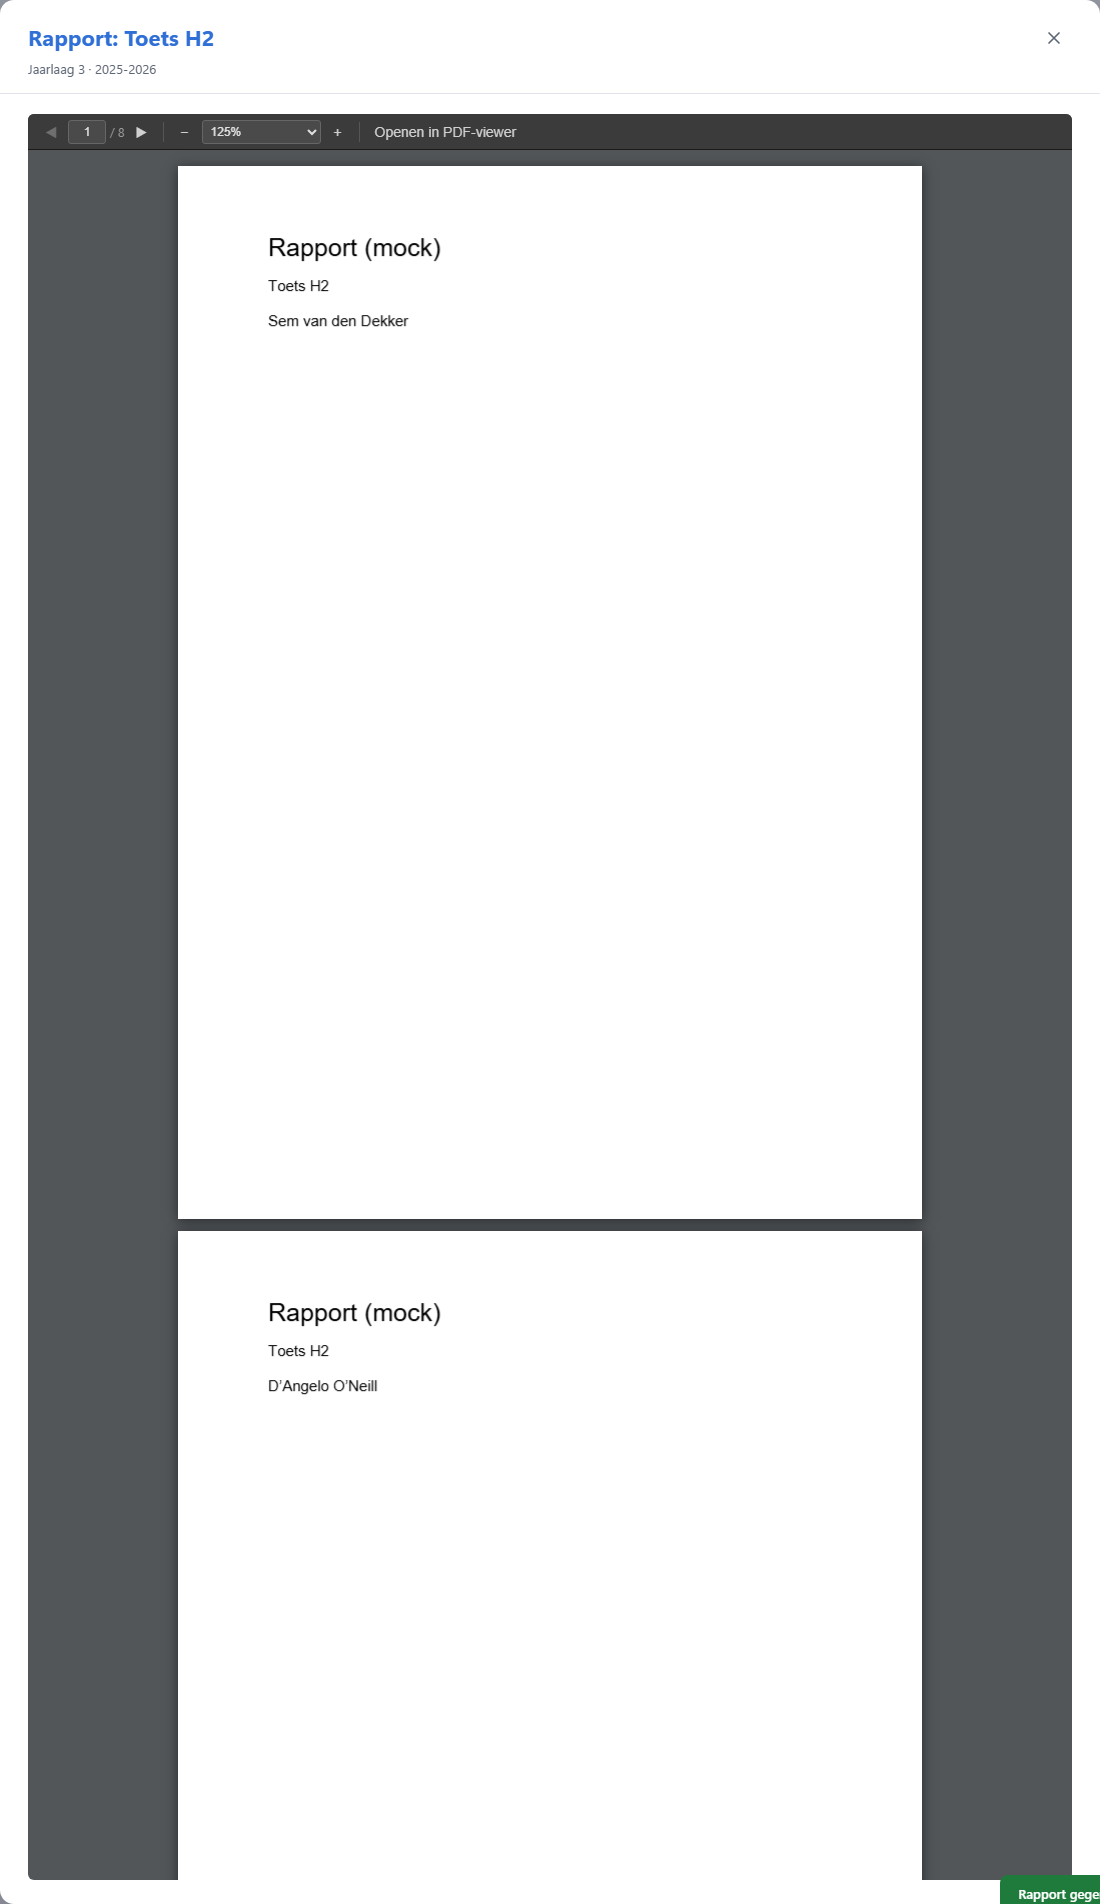 Rapport: Toets H2
Jaarlaag 3 · 2025-2026
1 / 8 125% Openen in PDF-viewer
Rapport (mock)
Toets H2
Sem van den Dekker
Rapport (mock)
Toets H2
D'Angelo O'Neill
Rapport